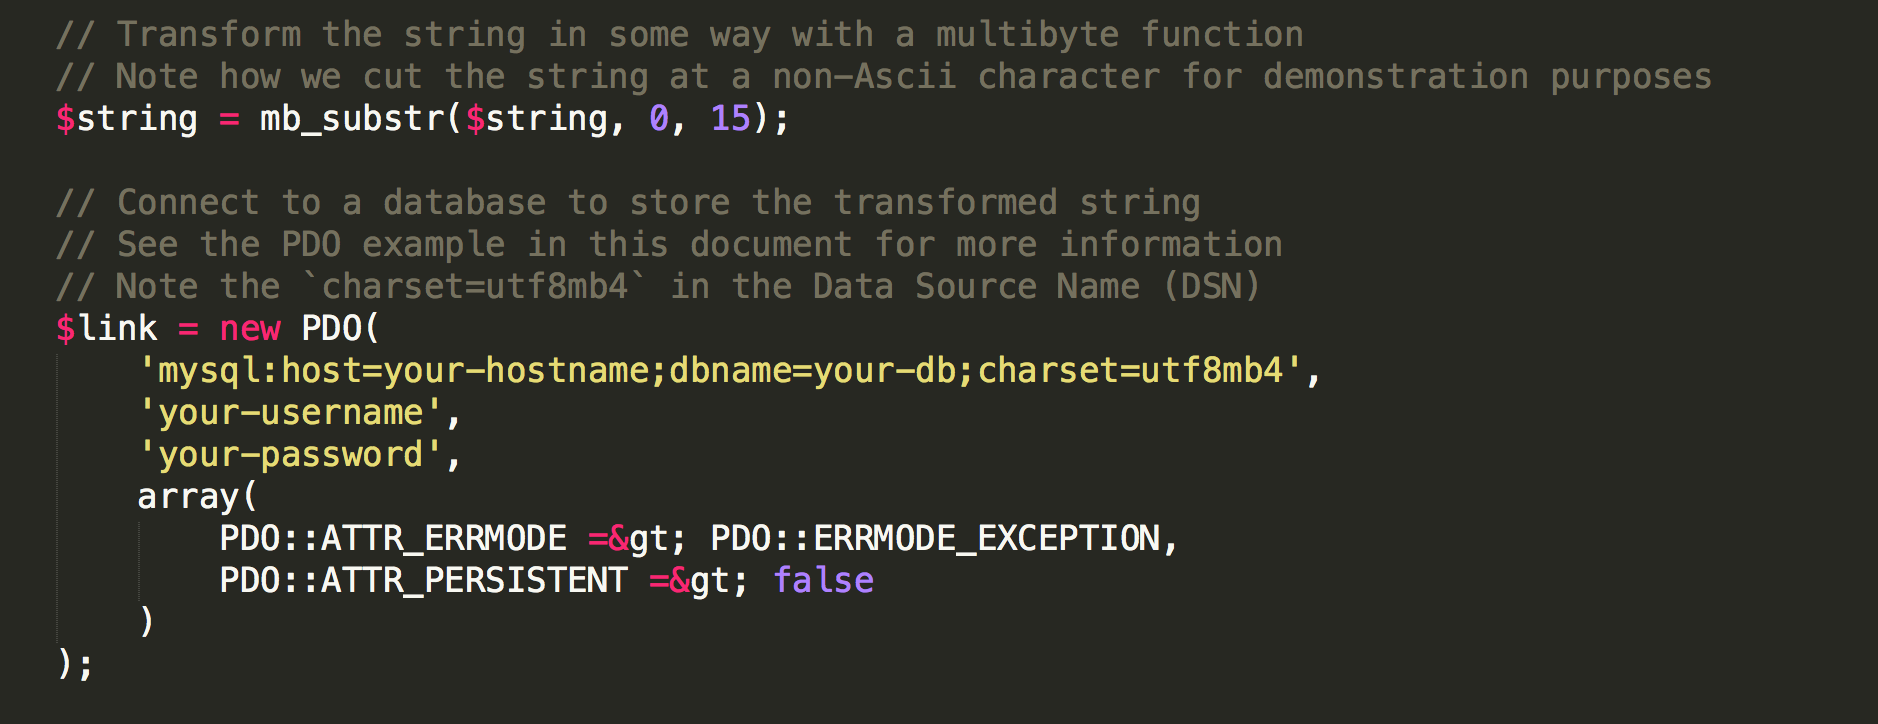 // Transform the string in some way with a multibyte function
// Note how we cut the string at a non-Ascii character for demonstration purposes
$string = mb_substr($string, 0, 15);
// Connect to a database to store the transformed string
// See the PDO example in this document for more information
// Note the `charset=utf8mb4` in the Data Source Name (DSN)
$link = new PDO(
    'mysql:host=your-hostname;dbname=your-db;charset=utf8mb4',
    'your-username',
    'your-password',
    array(
        PDO::ATTR_ERRMODE =&gt; PDO::ERRMODE_EXCEPTION,
        PDO::ATTR_PERSISTENT =&gt; false
    )
);